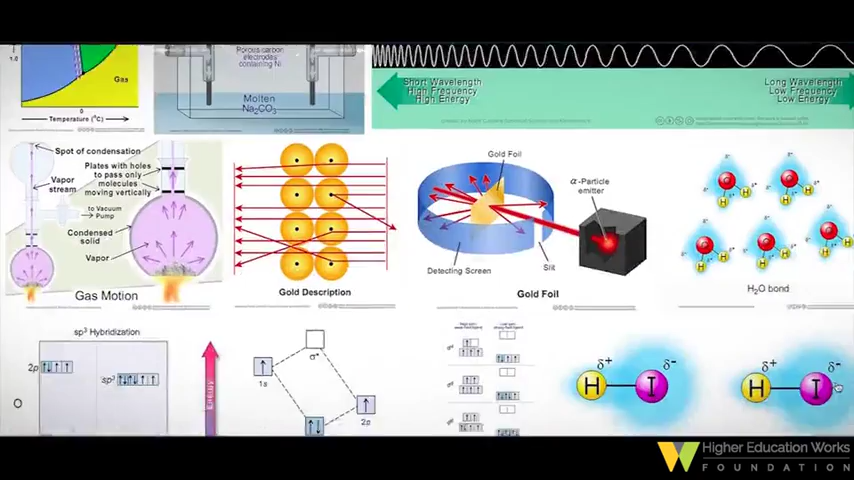 1.0
Gas
0
Temperature (°C)
Porous carbon
electrodes
containing Ni
Molten
Na₂CO₃
Short Wavelength
High Frequency
High Energy
Long Wavelength
Low Frequency
Low Energy
Spot of condensation
Plates with holes
to pass only
molecules
moving vertically
Vapor
stream
to Vacuum
Pump
Condensed
solid
Vapor
Gas Motion
Gold Description
Gold Foil
α-Particle
emitter
Detecting Screen
Slit
Gold Foil
δ⁻
δ⁻
O
H
H
δ⁺
O
H
H
δ⁺
δ⁻
δ⁻
δ⁻
O
H
H
δ⁺
O
H
H
δ⁺
O
H
H
δ⁺
H₂O bond
sp³ Hybridization
2p
sp³
O
Energy
σ*
1s
2p
δ⁺
δ⁻
H
I
δ⁺
δ⁻
H
I
Higher Education Works
FOUNDATION